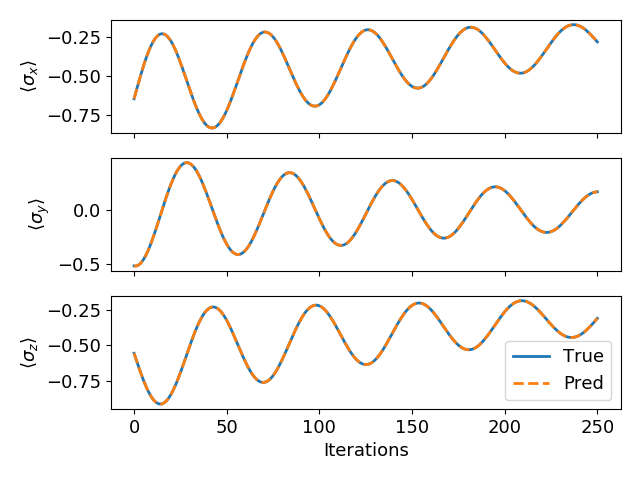 −0.25
−0.50
−0.75
⟨σx⟩
0.0
−0.5
⟨σy⟩
−0.25
−0.50
−0.75
⟨σz⟩
True
Pred
0 50 100 150 200 250
Iterations